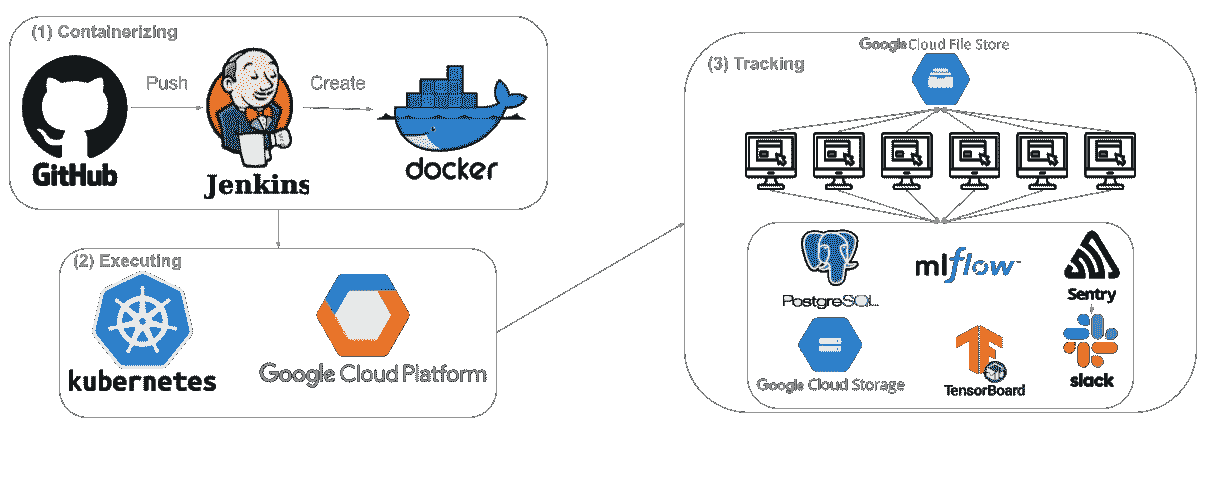 (1) Containerizing
Push
Create
GitHub
Jenkins
docker
(2) Executing
kubernetes
Google Cloud Platform
(3) Tracking
Google Cloud File Store
PostgreSQL
mlflow
Sentry
Google Cloud Storage
TensorBoard
slack